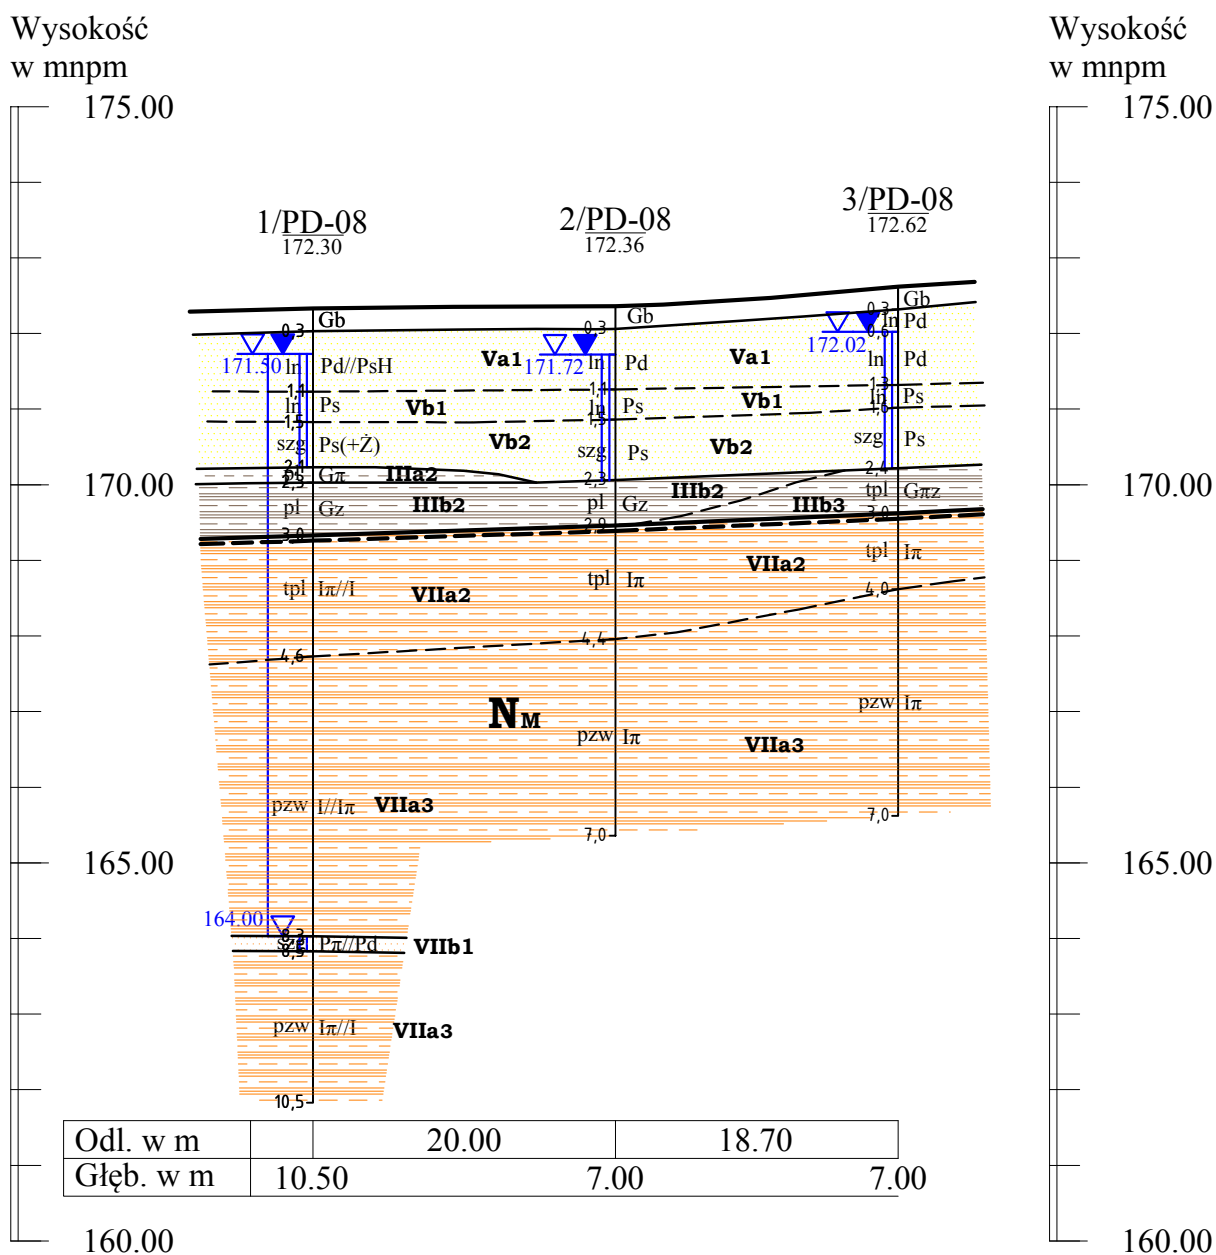 Wysokość
w mnpm
Wysokość
w mnpm
175.00
175.00
1/PD-08
172.30
2/PD-08
172.36
3/PD-08
172.62
Gb
0,3
Gb
0,3
Gb
0,3
ln Pd
0,6
171.50
171.72
172.02
ln Pd//PsH
Va1
ln Pd
Va1
ln Pd
1,1
1,1
1,3
ln Ps
Vb1
ln Ps
Vb1
ln Ps
1,5
1,5
1,6
szg Ps(+Ż)
Vb2
szg Ps
Vb2
szg Ps
2,1
pl Gπ
IIIa2
2,3
2,3
2,4
170.00
170.00
pl Gz
IIIb2
pl Gz
IIIb2
IIIb3
tpl Gπz
3,0
2,9
3,0
tpl Iπ//I
VIIa2
tpl Iπ
VIIa2
tpl Iπ
4,6
4,4
4,0
N M
pzw Iπ
VIIa3
pzw Iπ
pzw I//Iπ
VIIa3
7,0
7,0
165.00
165.00
164.00
8,3
szg Pπ//Pd
VIIb1
8,5
pzw Iπ//I
VIIa3
10,5
Odl. w m 20.00 18.70
Głęb. w m 10.50 7.00 7.00
160.00
160.00